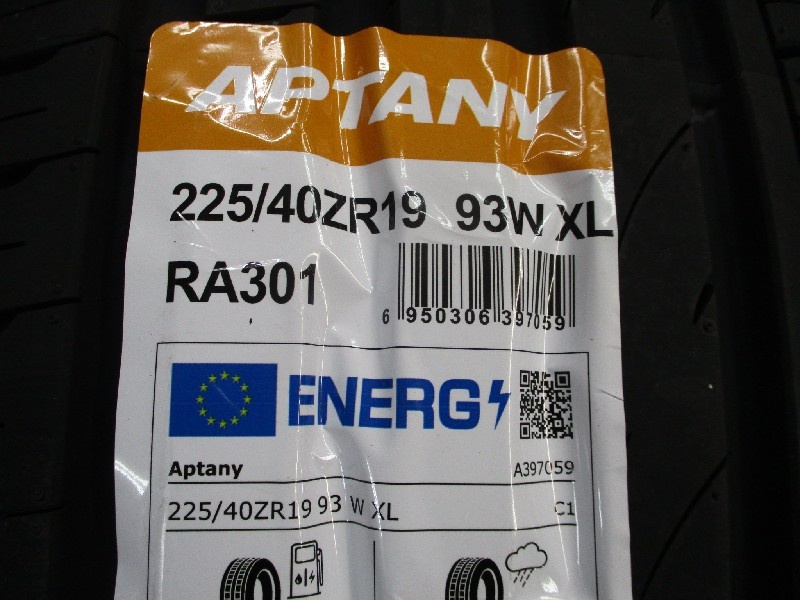 APTANY
225/40ZR19 93W XL
RA301
6 950306 397059
ENERG
Aptany A397059
225/40ZR19 93 W XL C1